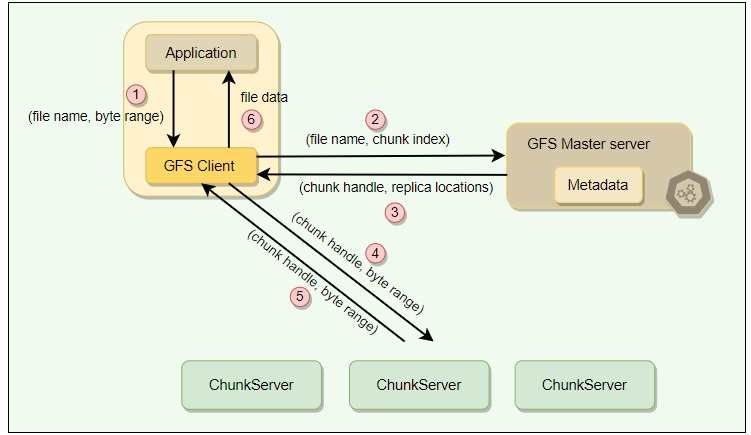 Application
1
(file name, byte range)
file data
6
GFS Client
2
(file name, chunk index)
GFS Master server
Metadata
(chunk handle, replica locations)
3
(chunk handle, byte range)
4
(chunk handle, byte range)
5
ChunkServer
ChunkServer
ChunkServer